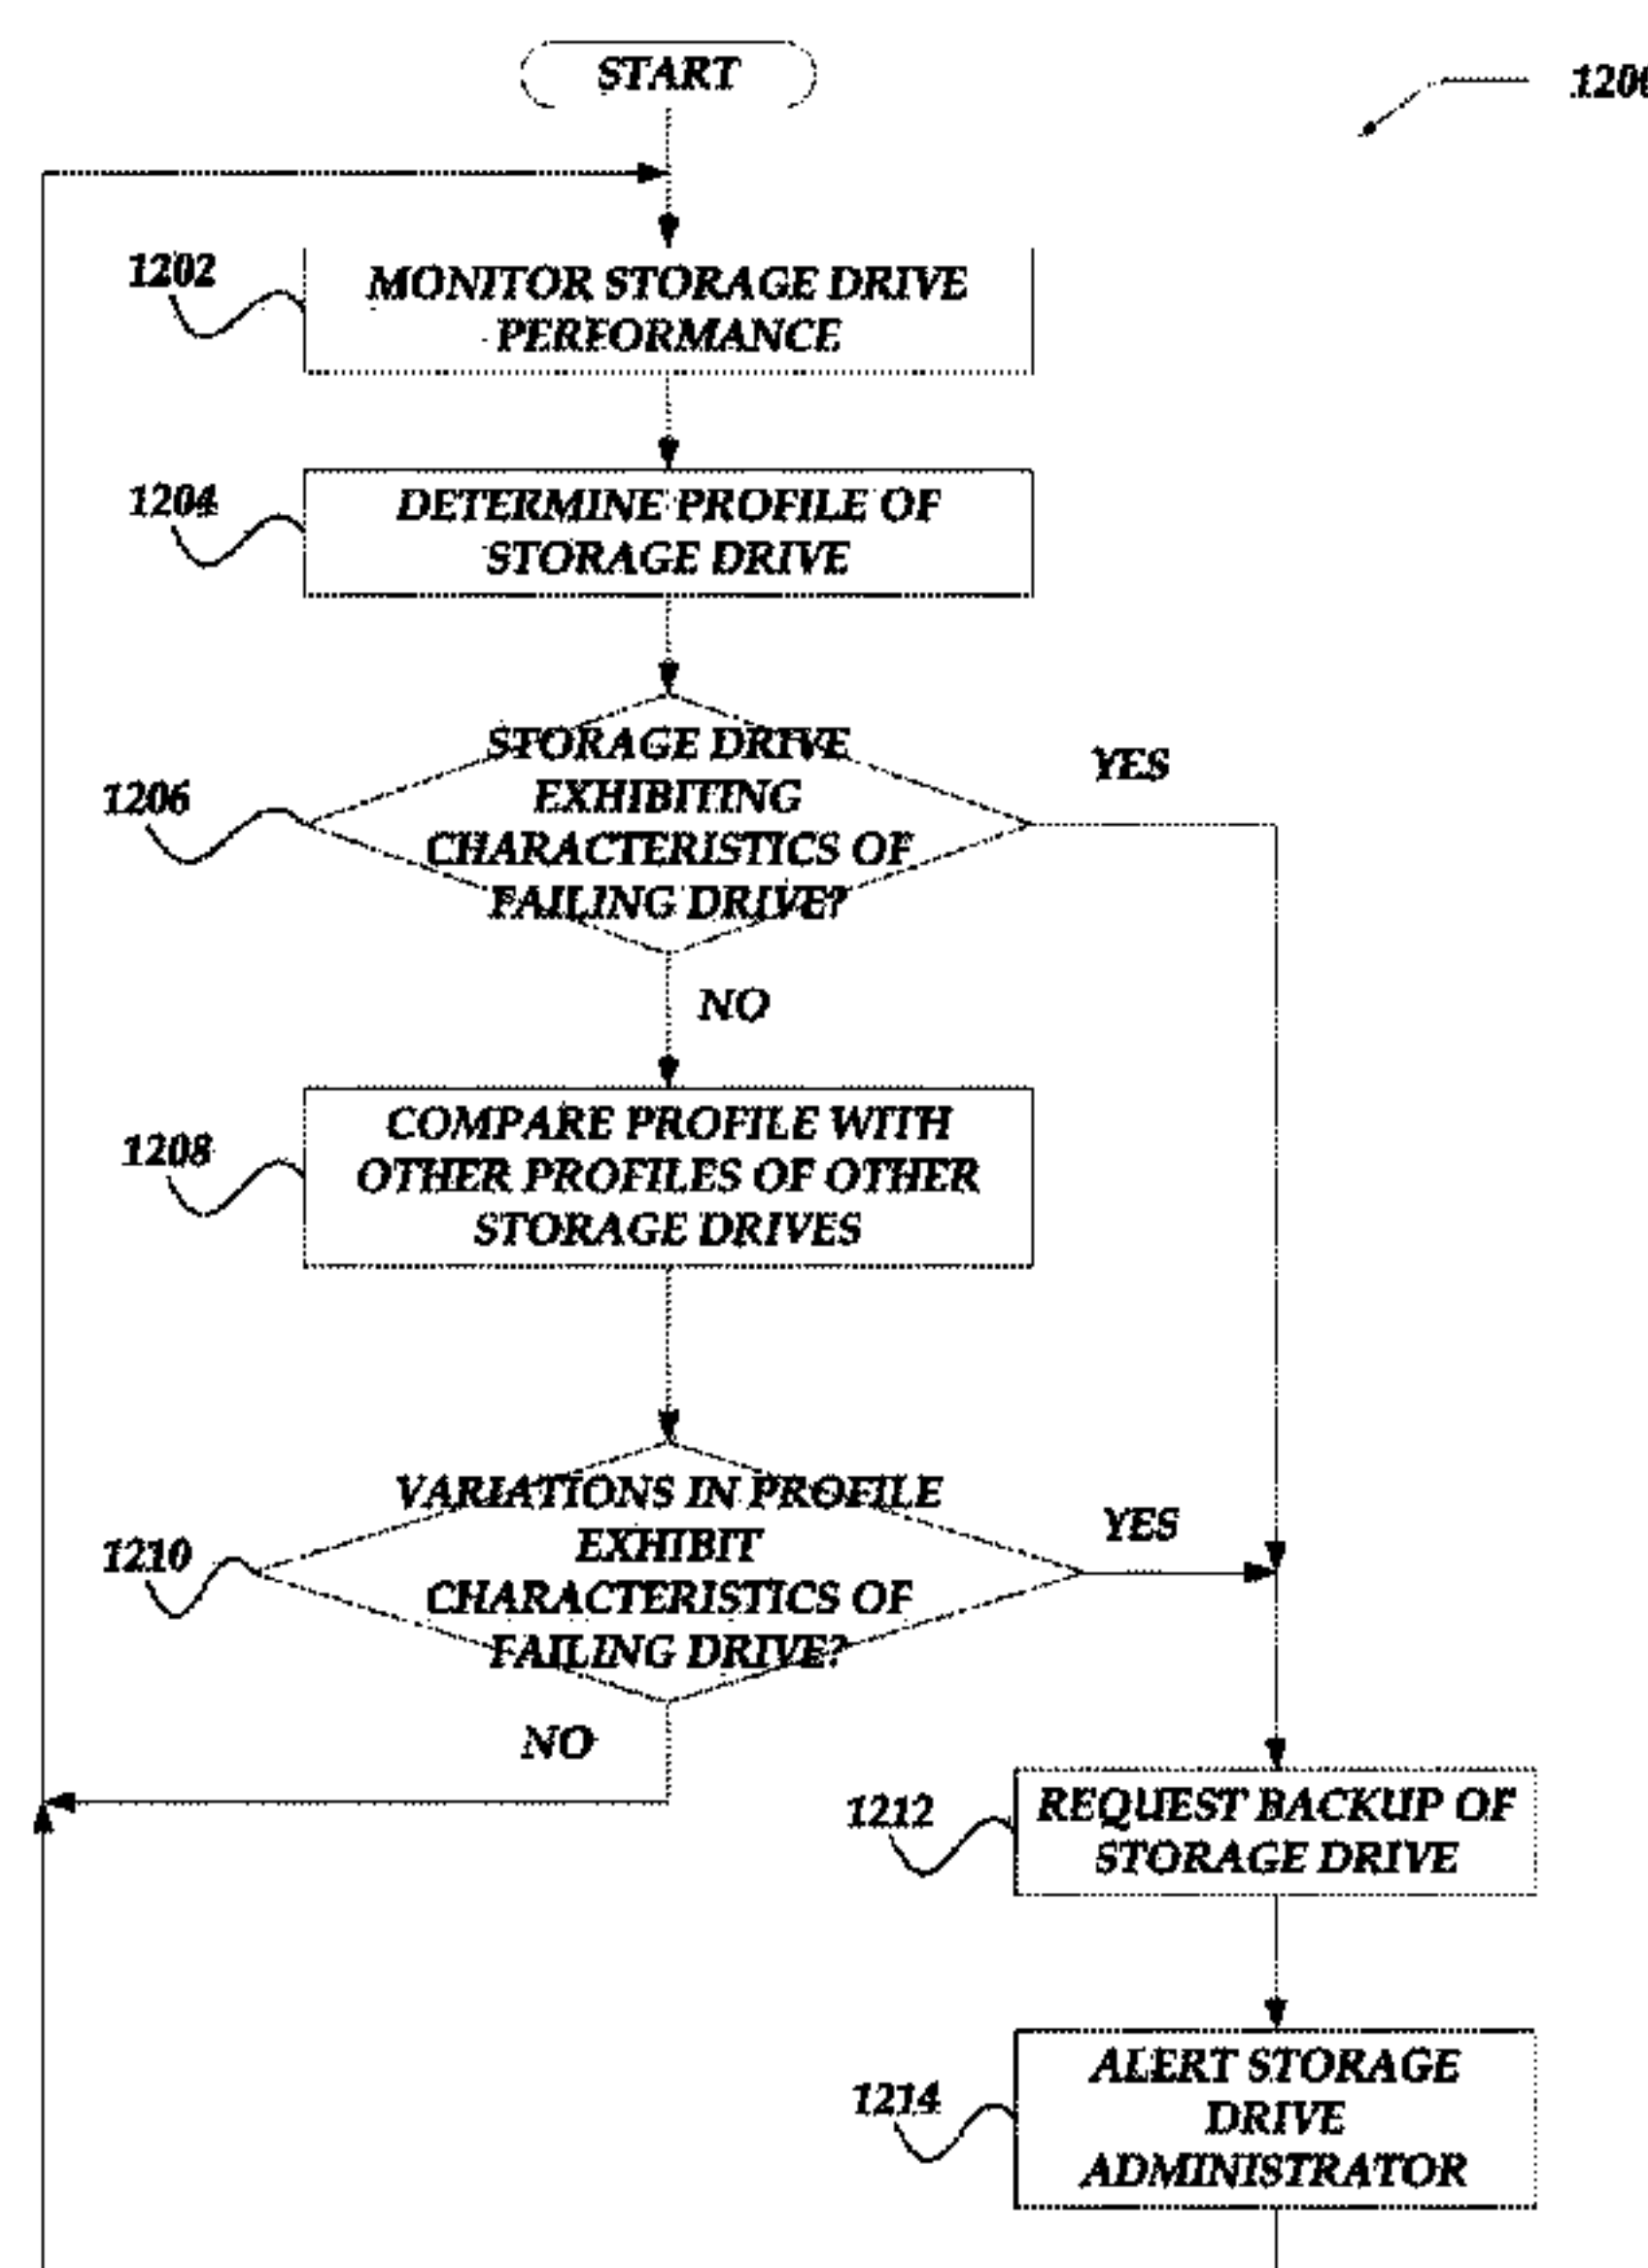 START
1200
1202
MONITOR STORAGE DRIVE
PERFORMANCE
1204
DETERMINE PROFILE OF
STORAGE DRIVE
1206
STORAGE DRIVE
EXHIBITING
CHARACTERISTICS OF
FAILING DRIVE?
YES
NO
1208
COMPARE PROFILE WITH
OTHER PROFILES OF OTHER
STORAGE DRIVES
1210
VARIATIONS IN PROFILE
EXHIBIT
CHARACTERISTICS OF
FAILING DRIVE?
YES
NO
1212
REQUEST BACKUP OF
STORAGE DRIVE
1214
ALERT STORAGE
DRIVE
ADMINISTRATOR